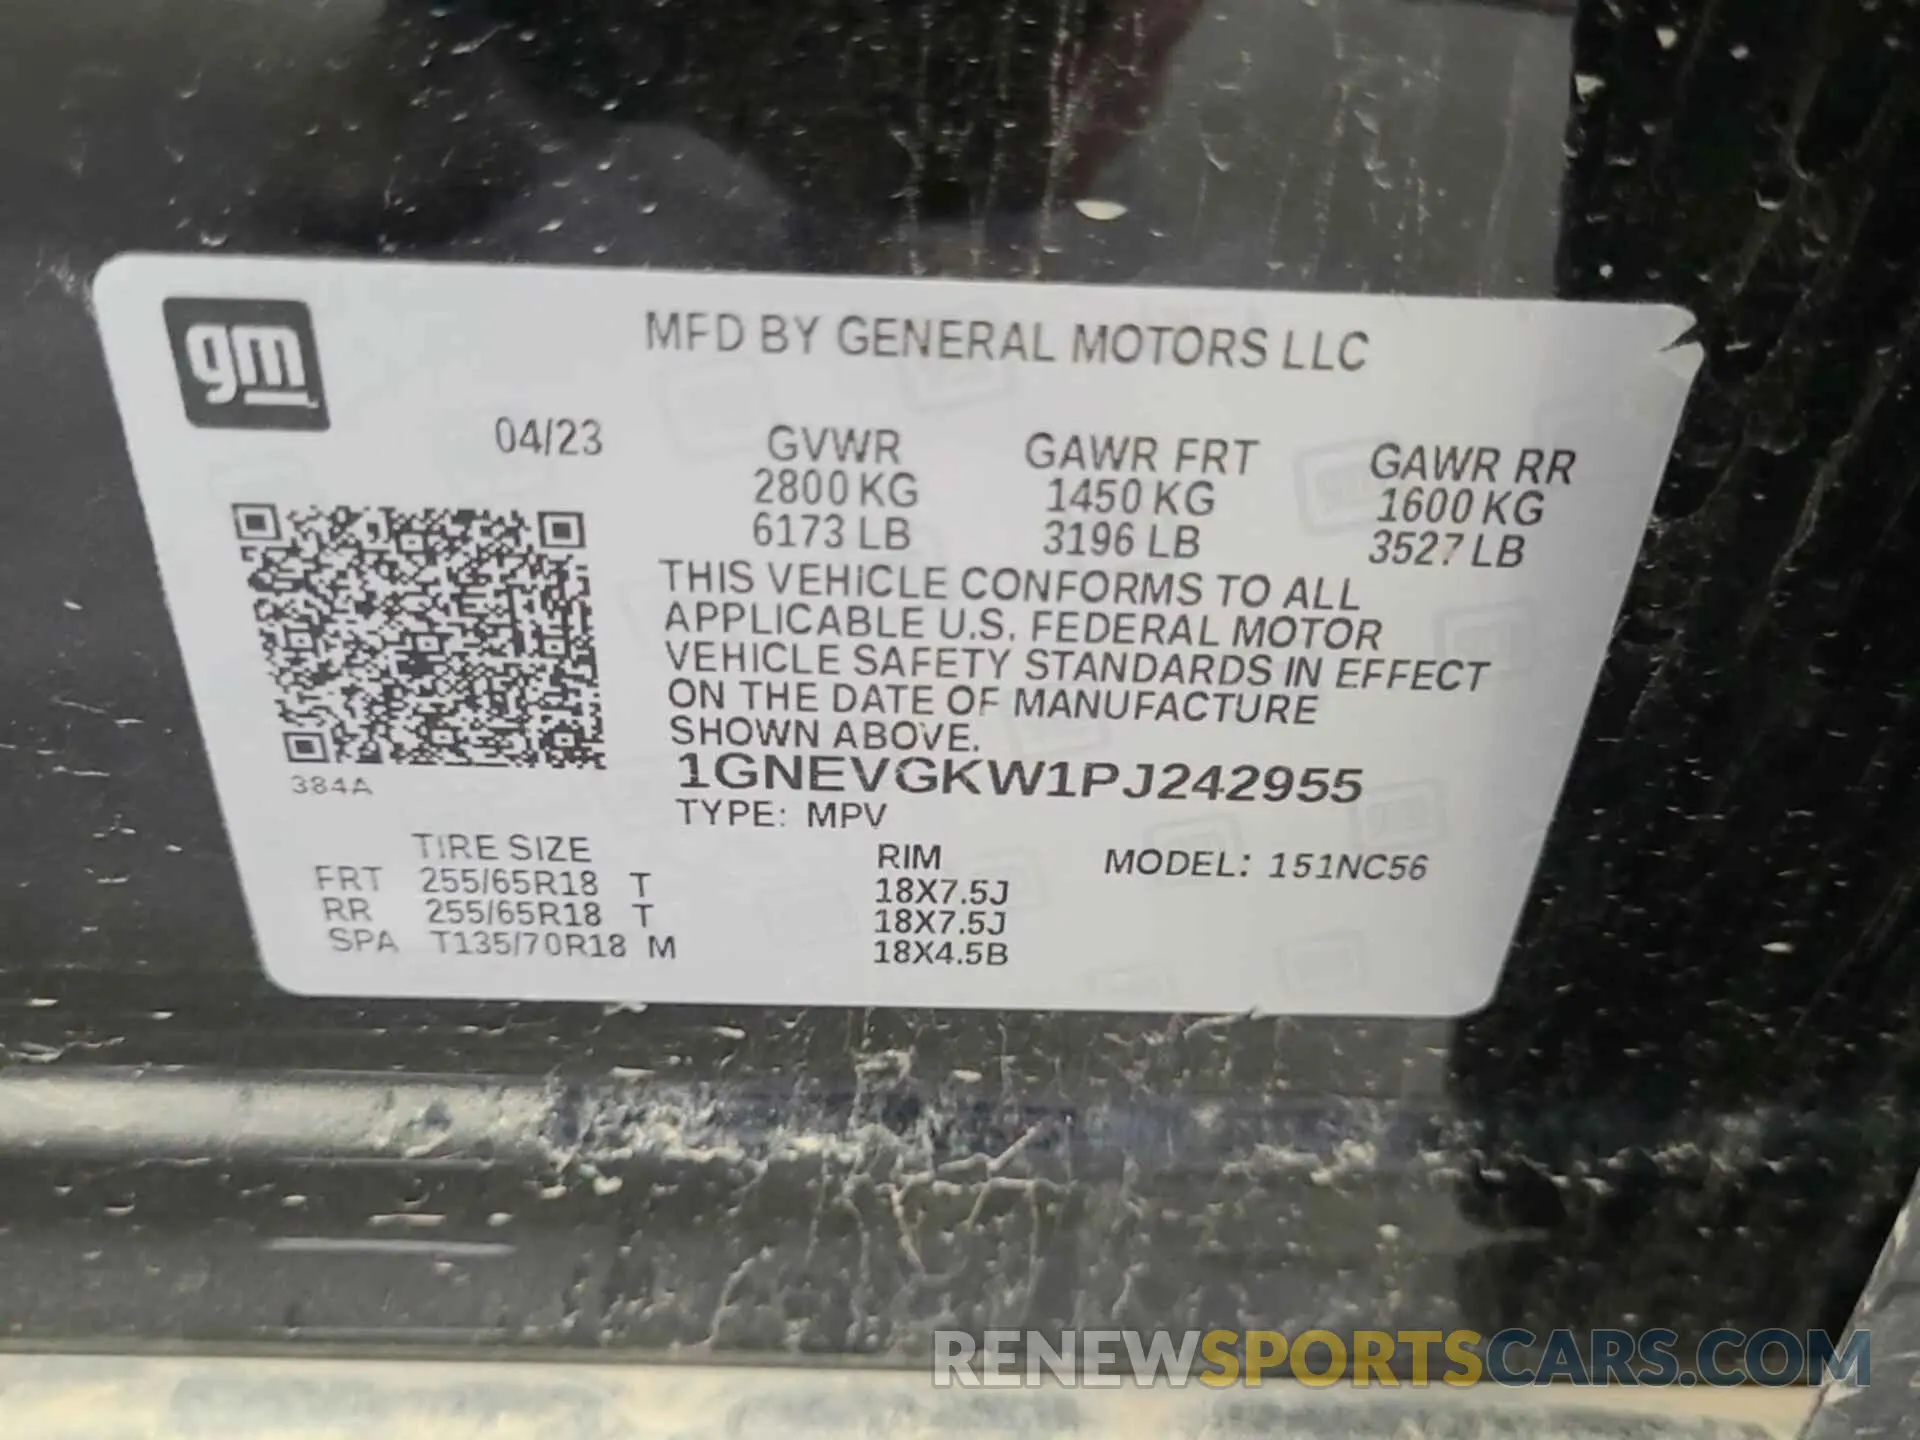 gm
MFD BY GENERAL MOTORS LLC
04/23 GVWR GAWR FRT GAWR RR
2800 KG 1450 KG 1600 KG
6173 LB 3196 LB 3527 LB
THIS VEHICLE CONFORMS TO ALL
APPLICABLE U.S. FEDERAL MOTOR
VEHICLE SAFETY STANDARDS IN EFFECT
ON THE DATE OF MANUFACTURE
SHOWN ABOVE.
384A
1GNEVGKW1PJ242955
TYPE: MPV
TIRE SIZE RIM MODEL: 151NC56
FRT 255/65R18 T 18X7.5J
RR 255/65R18 T 18X7.5J
SPA T135/70R18 M 18X4.5B
RENEWSPORTSCARS.COM